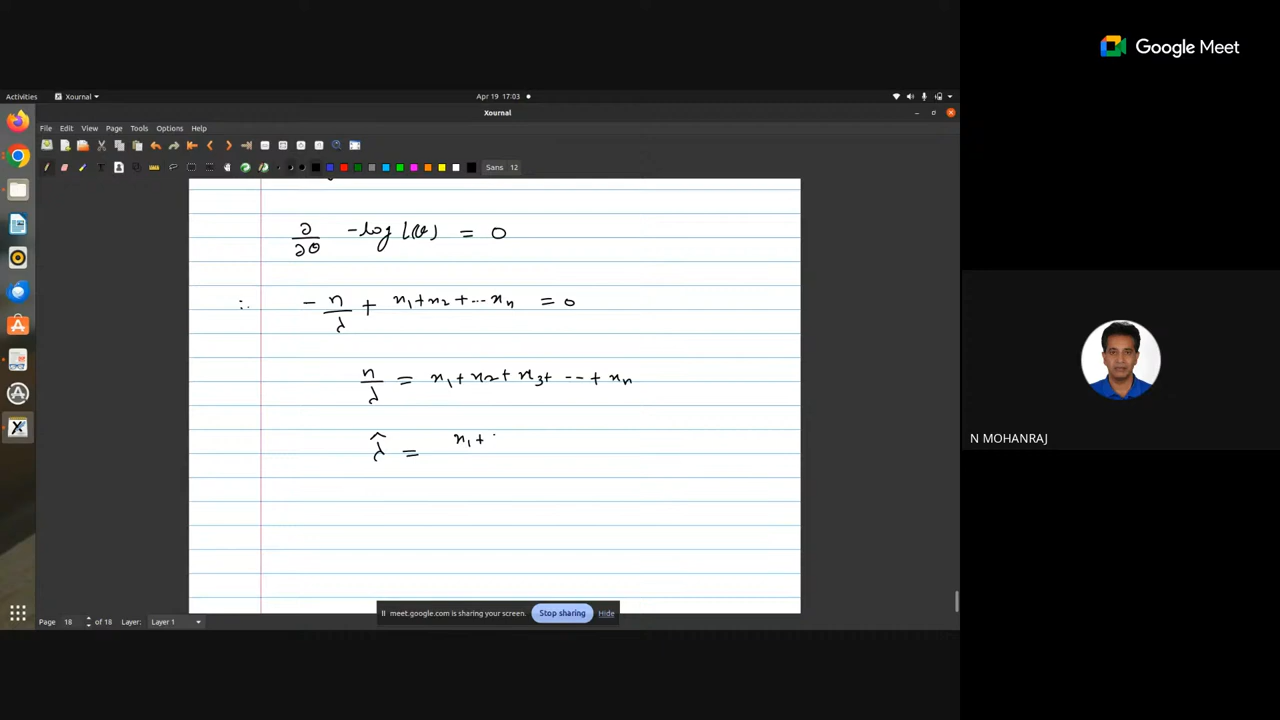 Google Meet
Activities Xournal Apr 19 17:03
Xournal
File Edit View Page Tools Options Help
Sans 12
∂/∂θ -log L(θ) = 0
∴ -n/λ + x₁+x₂+...xₙ = 0
n/λ = x₁+x₂+x₃+ --+xₙ
λ̂ = x₁+
N MOHANRAJ
meet.google.com is sharing your screen. Stop sharing Hide
Page 18 of 18 Layer: Layer 1